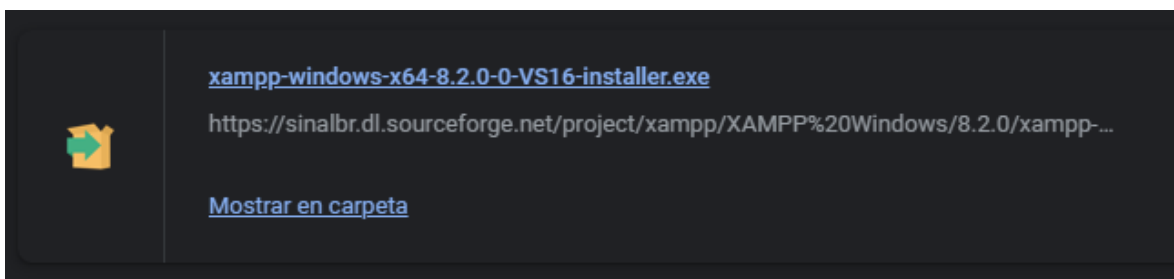 xampp-windows-x64-8.2.0-0-VS16-installer.exe
https://sinalbr.dl.sourceforge.net/project/xampp/XAMPP%20Windows/8.2.0/xampp-...
Mostrar en carpeta